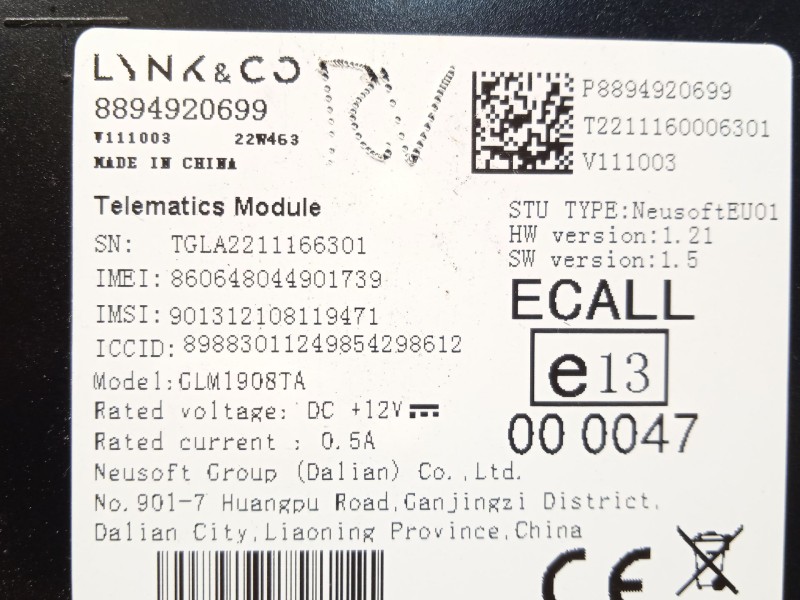 LYNK & CO
8894920699
V111003 22W463
MADE IN CHINA
P8894920699
T2211160006301
V111003
Telematics Module
SN: TGLA2211166301
IMEI: 860648044901739
IMSI: 901312108119471
ICCID: 89883011249854298612
Model: GLM1908TA
Rated voltage: DC +12V
Rated current : 0.5A
Neusoft Group (Dalian) Co.,Ltd.
No.901-7 Huangpu Road,Ganjingzi District,
Dalian City,Liaoning Province,China
STU TYPE:NeusoftEU01
HW version:1.21
SW version:1.5
ECALL
e13
00 0047
CE